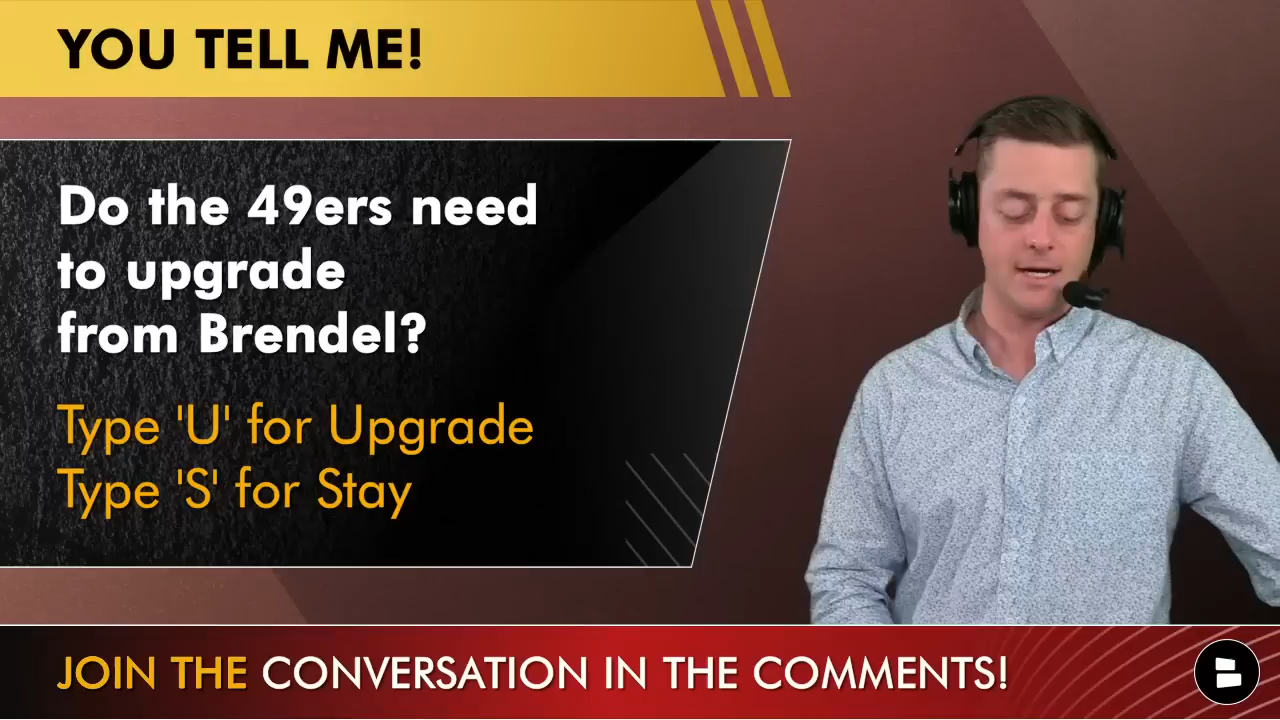 YOU TELL ME!
Do the 49ers need
to upgrade
from Brendel?
Type 'U' for Upgrade
Type 'S' for Stay
JOIN THE CONVERSATION IN THE COMMENTS!